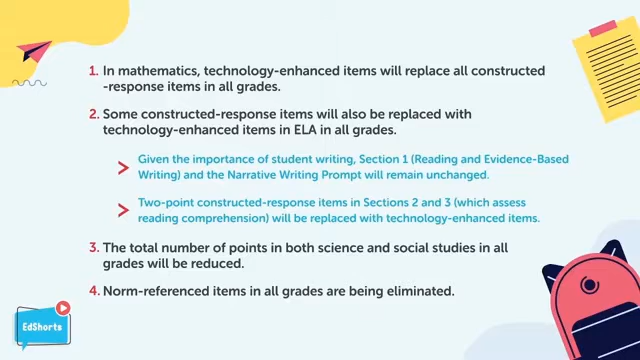 1. In mathematics, technology-enhanced items will replace all constructed
-response items in all grades.
2. Some constructed-response items will also be replaced with
technology-enhanced items in ELA in all grades.
Given the importance of student writing, Section 1 (Reading and Evidence-Based
Writing) and the Narrative Writing Prompt will remain unchanged.
Two-point constructed-response items in Sections 2 and 3 (which assess
reading comprehension) will be replaced with technology-enhanced items.
3. The total number of points in both science and social studies in all
grades will be reduced.
4. Norm-referenced items in all grades are being eliminated.
EdShorts